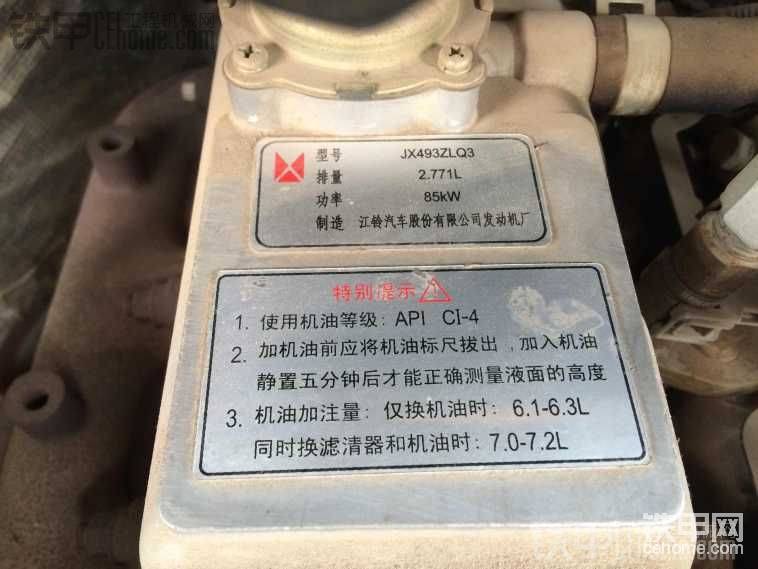 铁甲工程机械网
cehome.com
型号 JX493ZLQ3
排量 2.771L
功率 85kW
制造 江铃汽车股份有限公司发动机厂
特别提示
1. 使用机油等级: API CI-4
2. 加机油前应将机油标尺拔出,加入机油
静置五分钟后才能正确测量液面的高度
3. 机油加注量: 仅换机油时: 6.1-6.3L
同时换滤清器和机油时: 7.0-7.2L
铁甲网
cehome.com